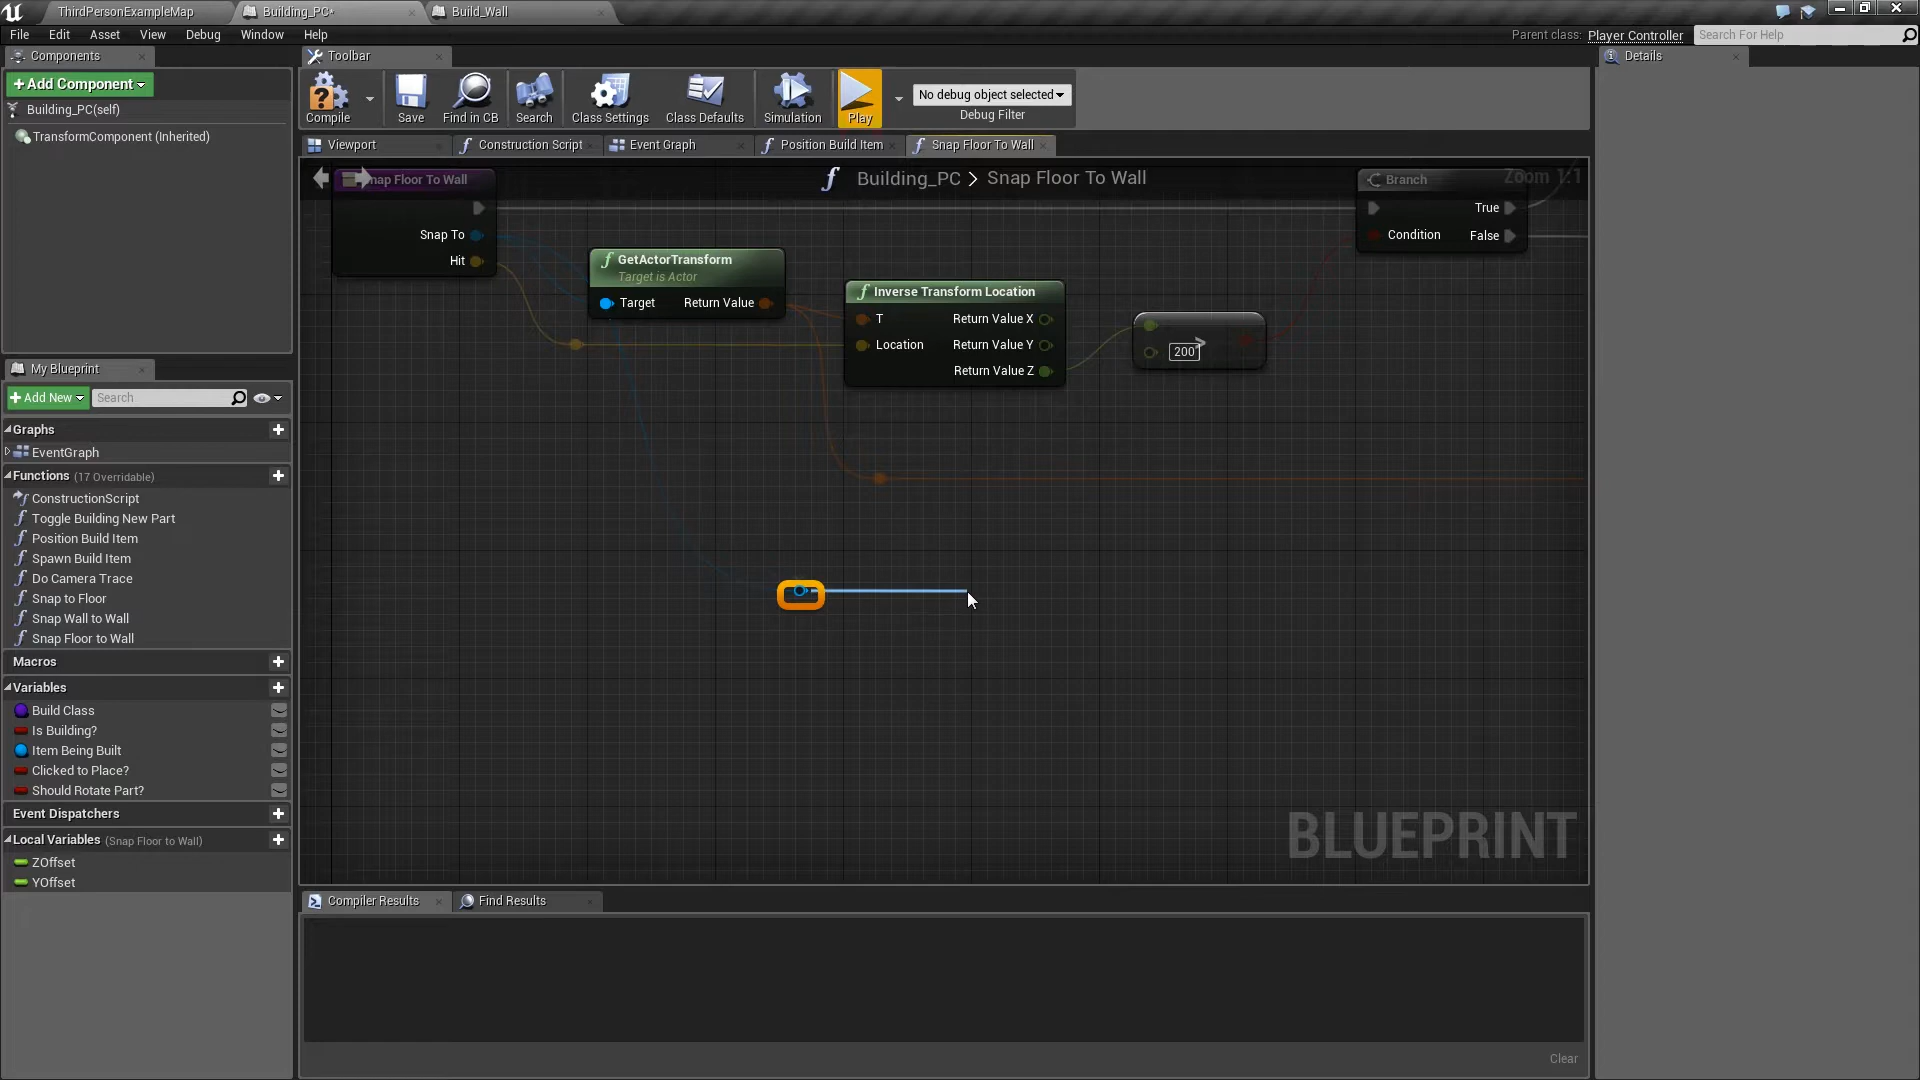 ThirdPersonExampleMap
Building_PC*
Build_Wall
File Edit Asset View Debug Window Help
Parent class: Player Controller
Search For Help
Components
Toolbar
Details
+Add Component
Building_PC(self)
TransformComponent (Inherited)
Compile Save Find in CB Search Class Settings Class Defaults Simulation Play
No debug object selected
Debug Filter
Viewport Construction Script Event Graph Position Build Item Snap Floor To Wall
Building_PC > Snap Floor To Wall
Zoom 1:1
Snap Floor To Wall
Snap To
Hit
GetActorTransform
Target is Actor
Target Return Value
Inverse Transform Location
T Return Value X
Location Return Value Y
Return Value Z
>
200
Branch
True
Condition False
My Blueprint
+Add New Search
Graphs
EventGraph
Functions (17 Overridable)
ConstructionScript
Toggle Building New Part
Position Build Item
Spawn Build Item
Do Camera Trace
Snap to Floor
Snap Wall to Wall
Snap Floor to Wall
Macros
Variables
Build Class
Is Building?
Item Being Built
Clicked to Place?
Should Rotate Part?
Event Dispatchers
Local Variables (Snap Floor to Wall)
ZOffset
YOffset
BLUEPRINT
Compiler Results
Find Results
Clear